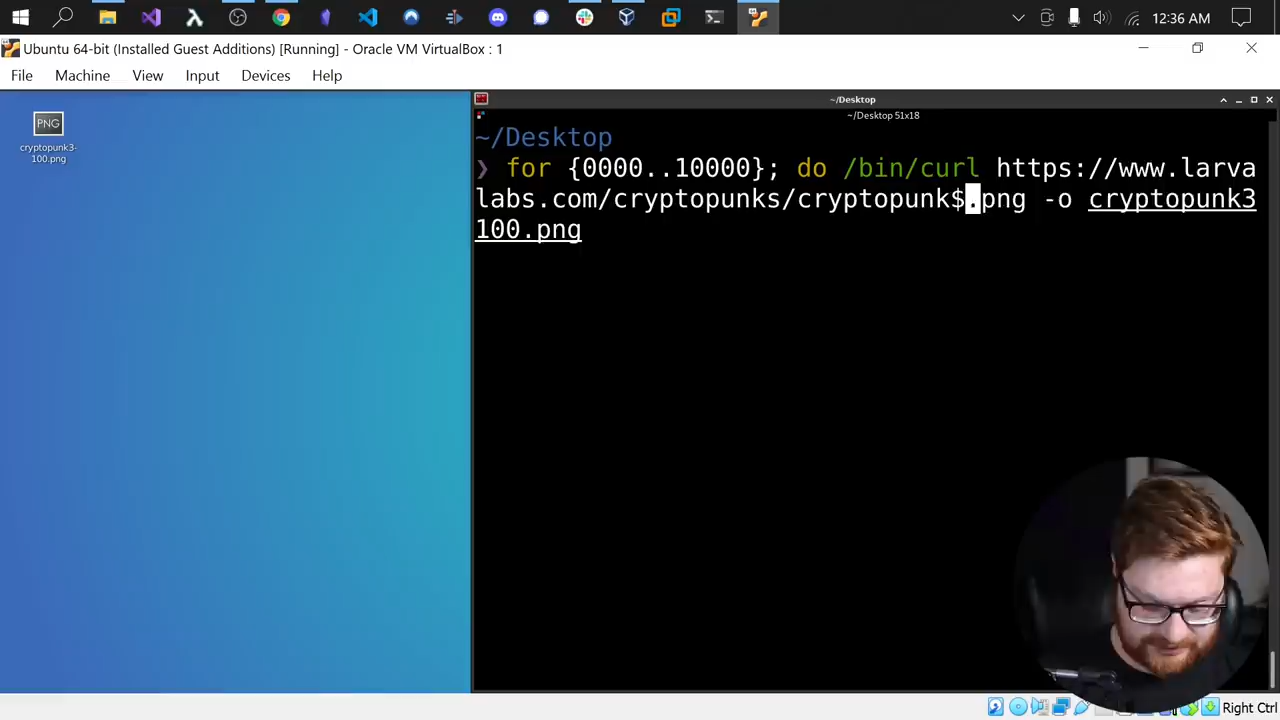 12:36 AM
Ubuntu 64-bit (Installed Guest Additions) [Running] - Oracle VM VirtualBox : 1
File Machine View Input Devices Help
PNG
cryptopunk3-
100.png
~/Desktop
~/Desktop 51x18
~/Desktop
❯ for {0000..10000}; do /bin/curl https://www.larva
labs.com/cryptopunks/cryptopunk$.png -o cryptopunk3
100.png
Right Ctrl